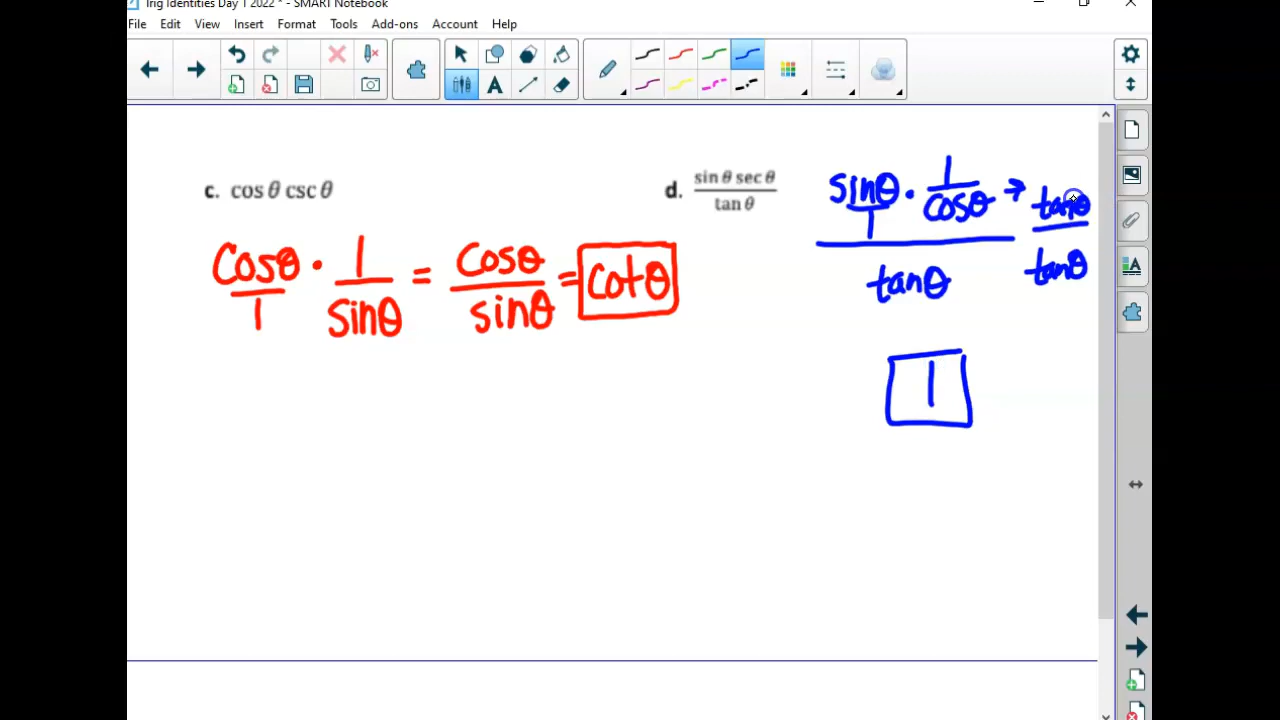 Trig Identities Day 1 2022 * - SMART Notebook
File Edit View Insert Format Tools Add-ons Account Help
c. cos θ csc θ
cosθ/1 · 1/sinθ = cosθ/sinθ = cotθ
d. sin θ sec θ / tan θ
sinθ/1 · 1/cosθ → tanθ
tanθ tanθ
1